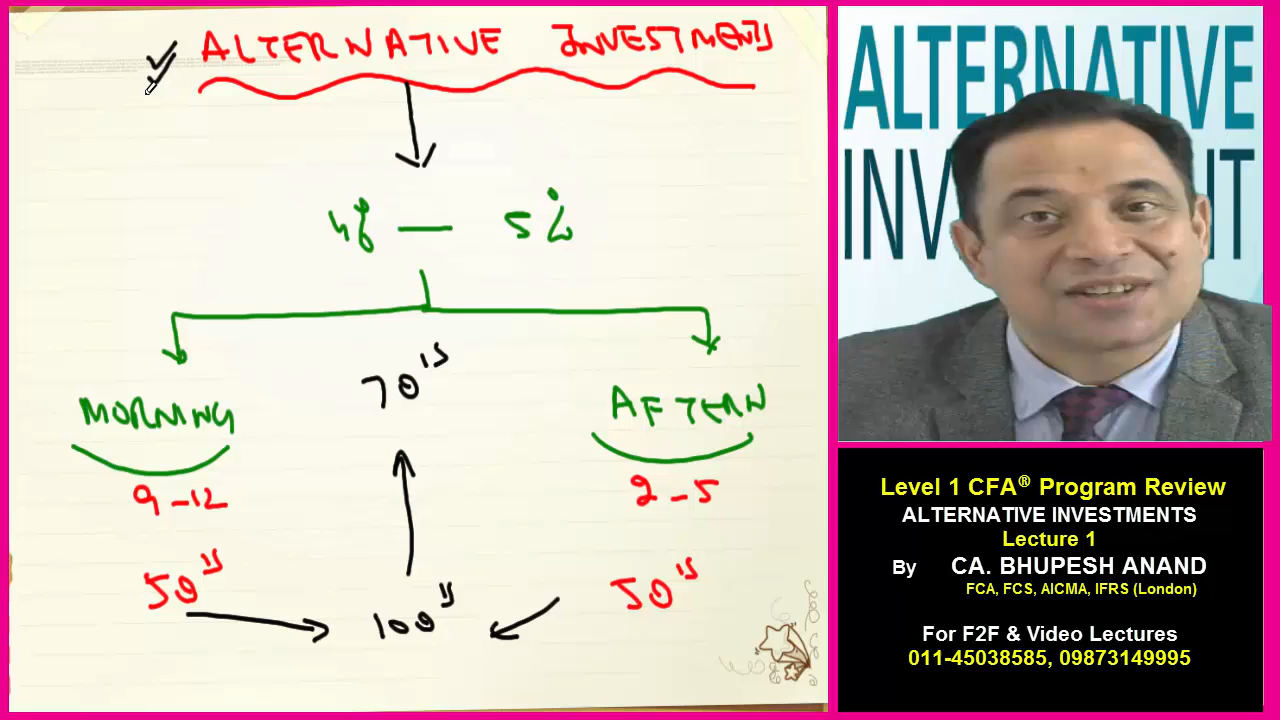 ALTERNATIVE INVESTMENTS
4% — 5%
MORNING
AFTERN
9-12
2-5
70
50
50
100
ALTERNATIVE
INV NT
Level 1 CFA® Program Review
ALTERNATIVE INVESTMENTS
Lecture 1
By CA. BHUPESH ANAND
FCA, FCS, AICMA, IFRS (London)
For F2F & Video Lectures
011-45038585, 09873149995